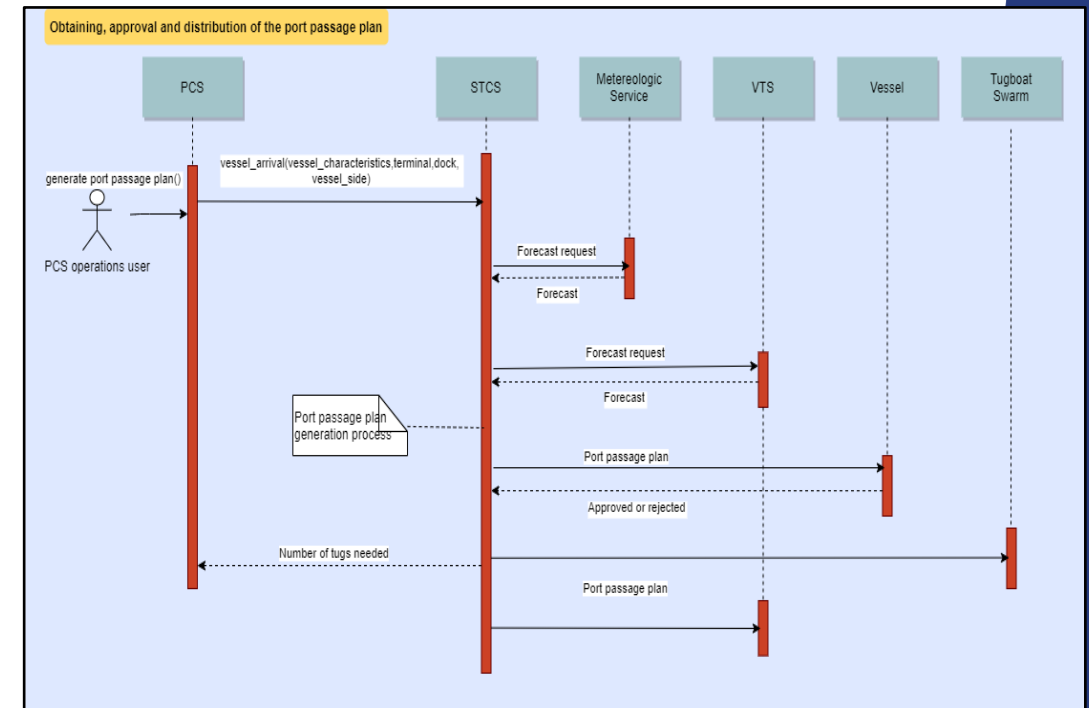 Obtaining, approval and distribution of the port passage plan
PCS
STCS
Metereologic
Service
VTS
Vessel
Tugboat
Swarm
vessel_arrival(vessel_characteristics,terminal,dock,
vessel_side)
generate port passage plan()
PCS operations user
Forecast request
Forecast
Forecast request
Forecast
Port passage plan
generation process
Port passage plan
Approved or rejected
Number of tugs needed
Port passage plan